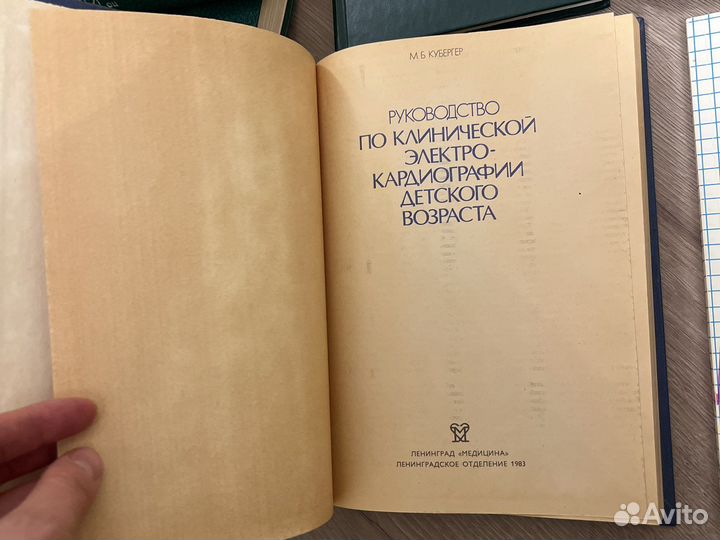 М. Б. КУБЕРГЕР
РУКОВОДСТВО
ПО КЛИНИЧЕСКОЙ
ЭЛЕКТРО-
КАРДИОГРАФИИ
ДЕТСКОГО
ВОЗРАСТА
ЛЕНИНГРАД «МЕДИЦИНА»
ЛЕНИНГРАДСКОЕ ОТДЕЛЕНИЕ 1983
Avito